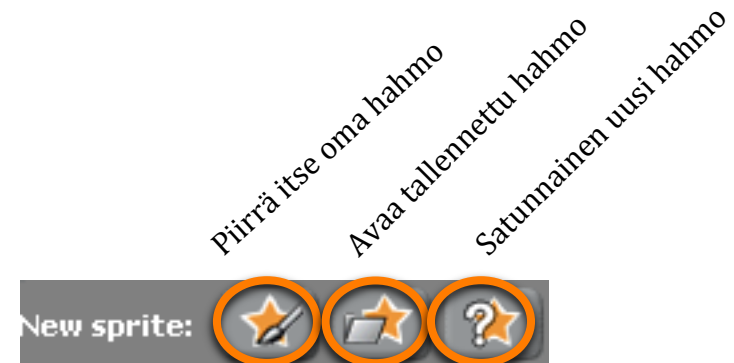 Piirrä itse oma hahmo
Avaa tallennettu hahmo
Satunnainen uusi hahmo
New sprite: